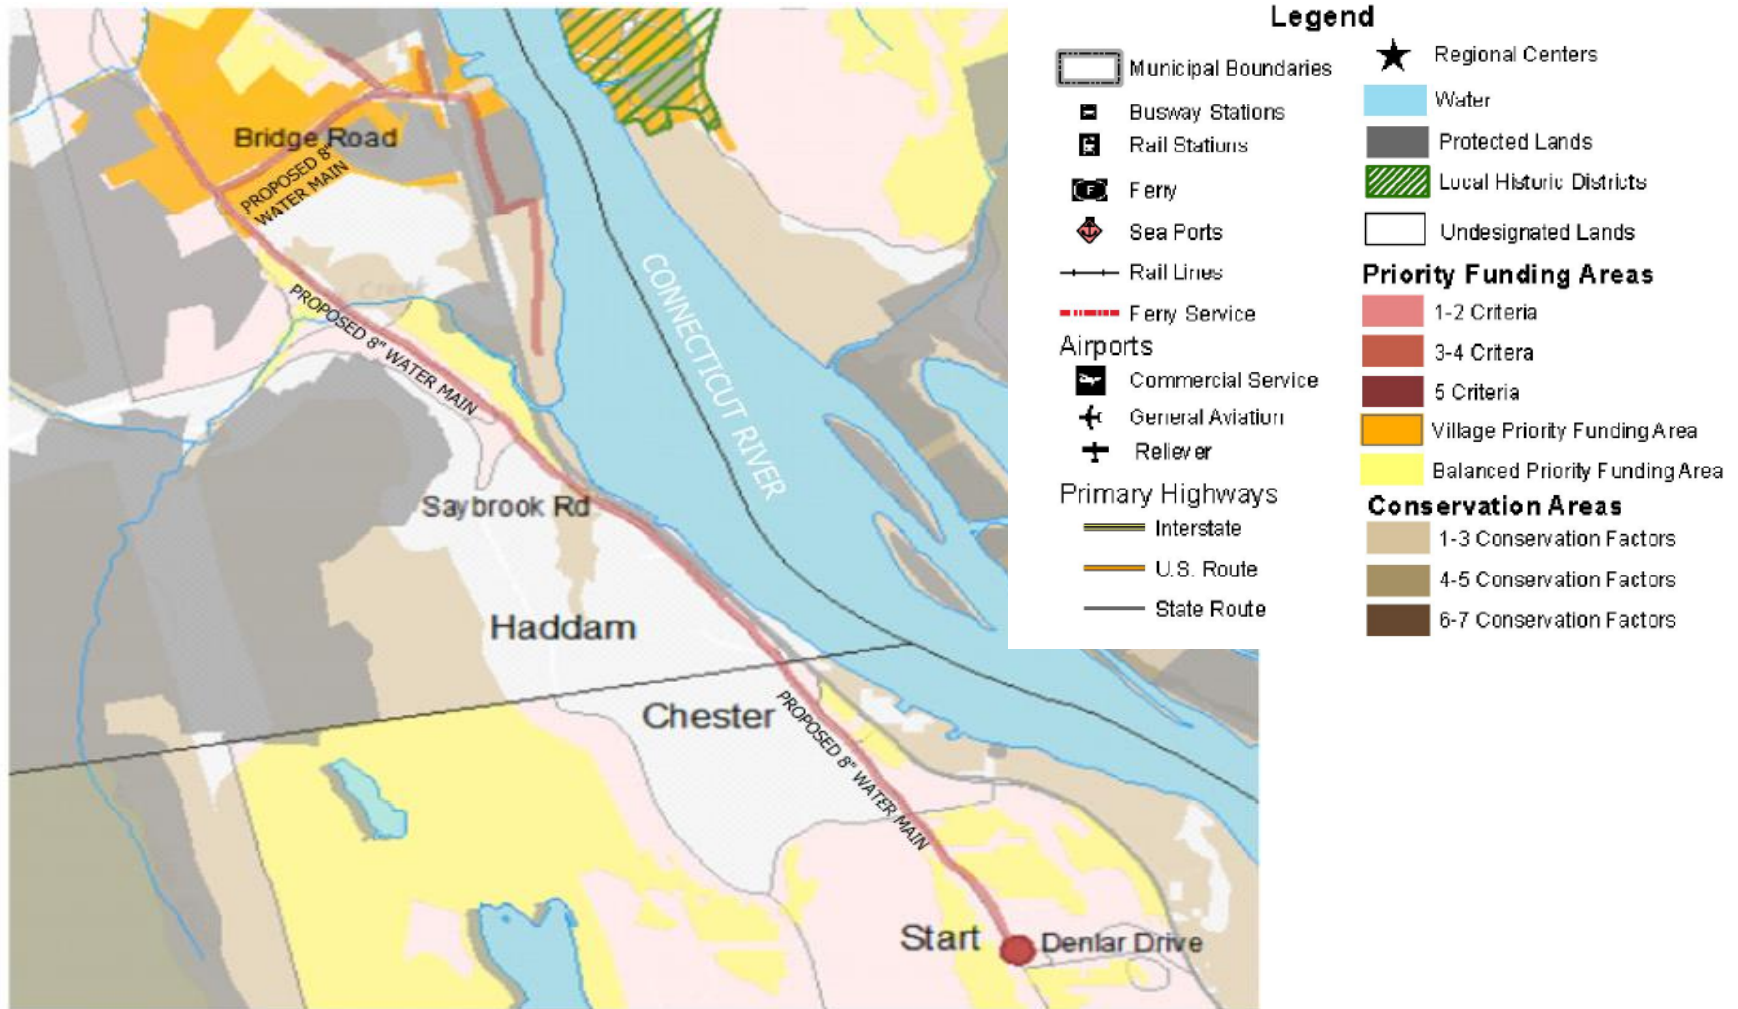 Bridge Road
PROPOSED 8"
WATER MAIN
PROPOSED 8" WATER MAIN
CONNECTICUT RIVER
Saybrook Rd
Haddam
Chester
PROPOSED 8" WATER MAIN
Start
Denlar Drive
Legend
Municipal Boundaries
Busway Stations
Rail Stations
F
Ferry
Sea Ports
Rail Lines
Ferry Service
Airports
Commercial Service
General Aviation
Reliever
Primary Highways
Interstate
U.S. Route
State Route
Regional Centers
Water
Protected Lands
Local Historic Districts
Undesignated Lands
Priority Funding Areas
1-2 Criteria
3-4 Critera
5 Criteria
Village Priority Funding Area
Balanced Priority Funding Area
Conservation Areas
1-3 Conservation Factors
4-5 Conservation Factors
6-7 Conservation Factors